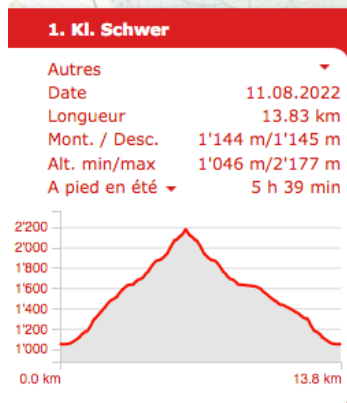 1. Kl. Schwer
Autres
Date 11.08.2022
Longueur 13.83 km
Mont. / Desc. 1'144 m/1'145 m
Alt. min/max 1'046 m/2'177 m
A pied en été 5 h 39 min
2'200
2'000
1'800
1'600
1'400
1'200
1'000
0.0 km 13.8 km